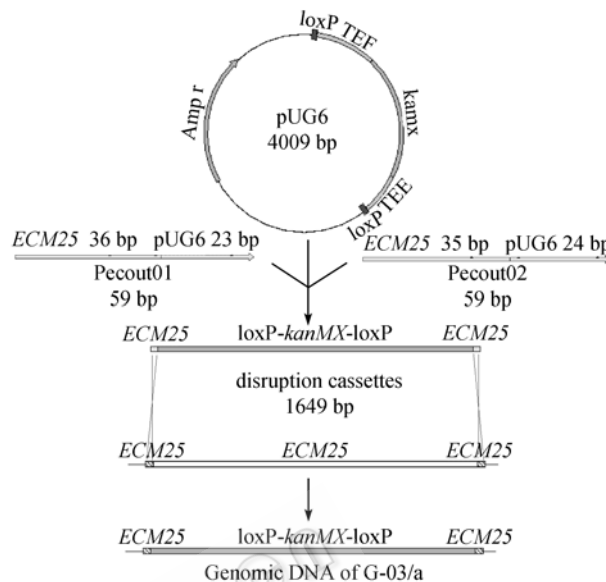 loxP TEF
Amp r
pUG6
4009 bp
kamx
loxPTEE
ECM25 36 bp pUG6 23 bp
Pecout01
59 bp
ECM25 35 bp pUG6 24 bp
Pecout02
59 bp
ECM25 loxP-kanMX-loxP ECM25
disruption cassettes
1649 bp
ECM25 ECM25 ECM25
ECM25 loxP-kanMX-loxP ECM25
Genomic DNA of G-03/a